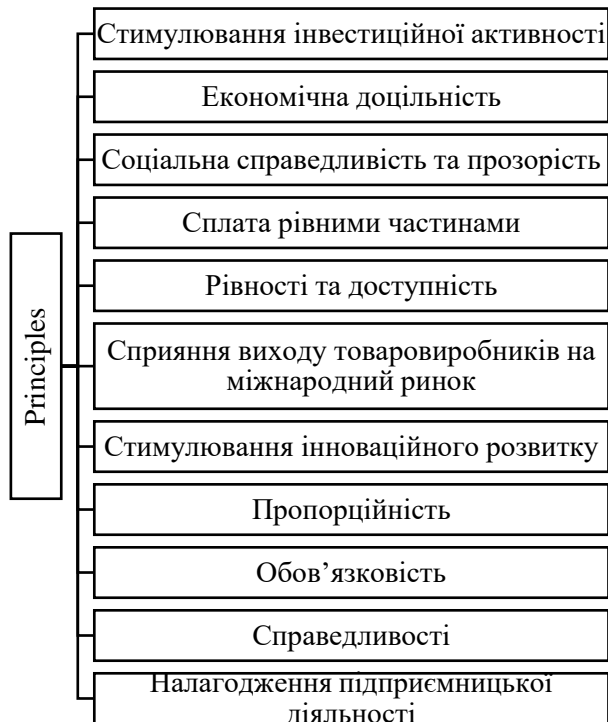 Principles
Стимулювання інвестиційної активності
Економічна доцільність
Соціальна справедливість та прозорість
Сплата рівними частинами
Рівності та доступність
Сприяння виходу товаровиробників на
міжнародний ринок
Стимулювання інноваційного розвитку
Пропорційність
Обов’язковість
Справедливості
Налагодження підприємницької
діяльності